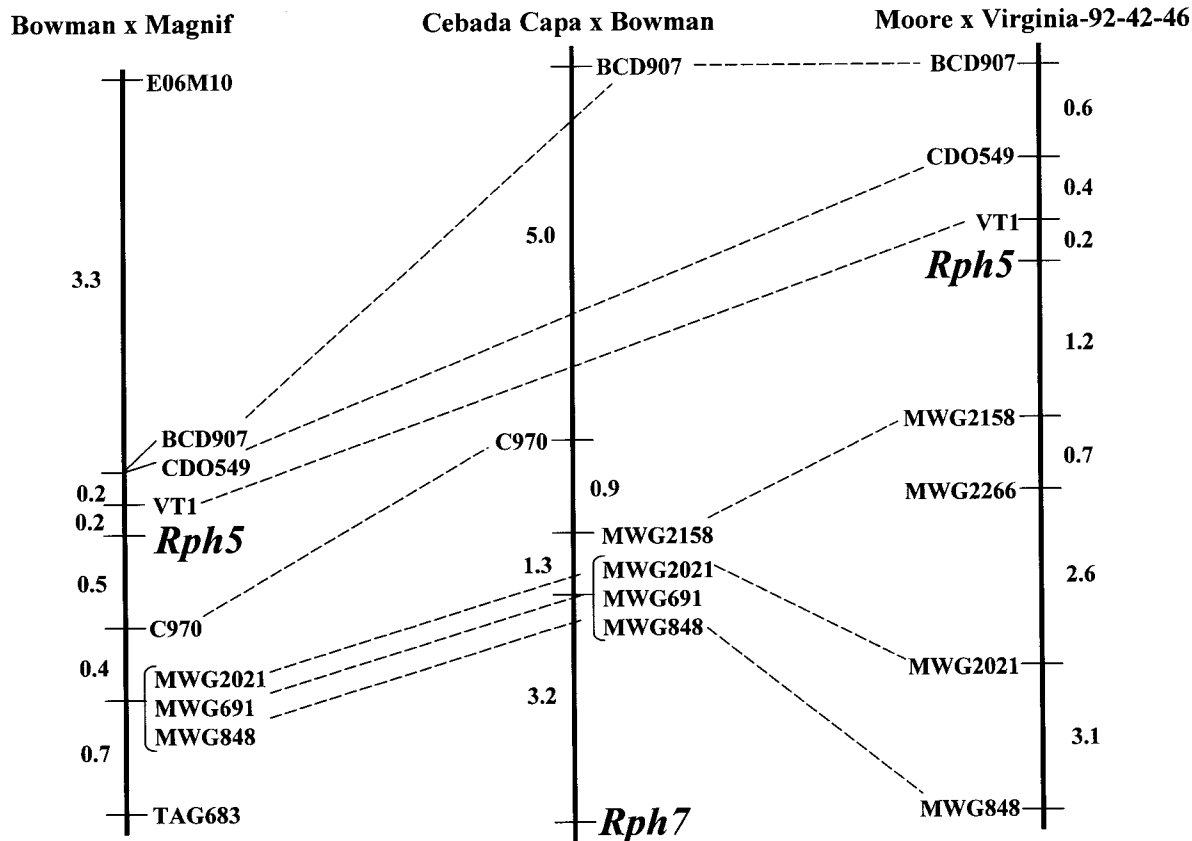 Bowman x Magnif
E06M10
3.3
BCD907
CDO549
0.2
VT1
0.2
Rph5
0.5
C970
0.4
MWG2021
MWG691
MWG848
0.7
TAG683
Cebada Capa x Bowman
BCD907
5.0
C970
0.9
MWG2158
1.3
MWG2021
MWG691
MWG848
3.2
Rph7
Moore x Virginia-92-42-46
BCD907
0.6
CDO549
0.4
VT1
0.2
Rph5
1.2
MWG2158
0.7
MWG2266
2.6
MWG2021
3.1
MWG848